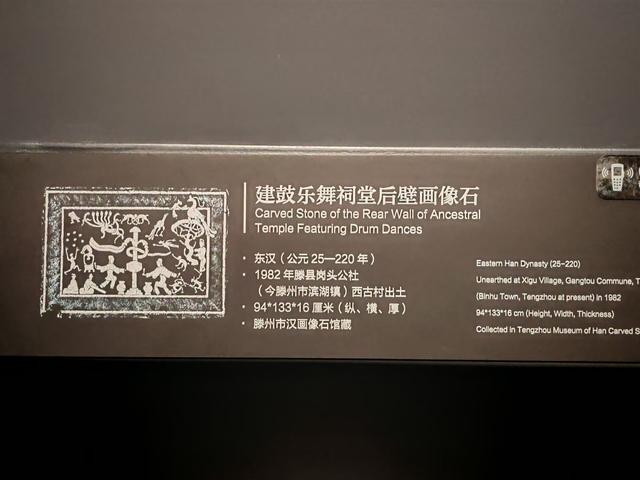 建鼓乐舞祠堂后壁画像石
Carved Stone of the Rear Wall of Ancestral
Temple Featuring Drum Dances
· 东汉（公元 25—220 年）
· 1982 年滕县岗头公社
（今滕州市滨湖镇）西古村出土
· 94*133*16 厘米（纵、横、厚）
· 滕州市汉画像石馆藏
Eastern Han Dynasty (25-220)
Unearthed at Xigu Village, Gangtou Commune, T
(Binhu Town, Tengzhou at present) in 1982
94*133*16 cm (Height, Width, Thickness)
Collected in Tengzhou Museum of Han Carved S